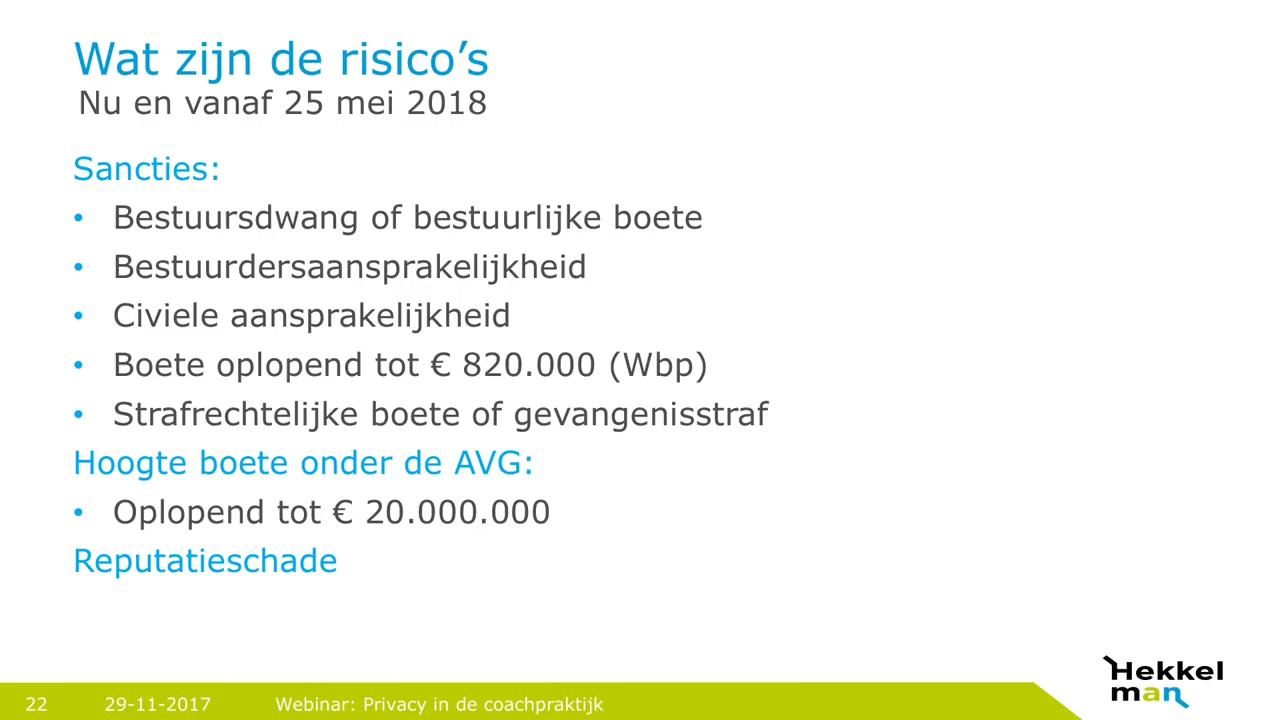 Wat zijn de risico’s
Nu en vanaf 25 mei 2018
Sancties:
• Bestuursdwang of bestuurlijke boete
• Bestuurdersaansprakelijkheid
• Civiele aansprakelijkheid
• Boete oplopend tot € 820.000 (Wbp)
• Strafrechtelijke boete of gevangenisstraf
Hoogte boete onder de AVG:
• Oplopend tot € 20.000.000
Reputatieschade
22 29-11-2017 Webinar: Privacy in de coachpraktijk
Hekkel
man